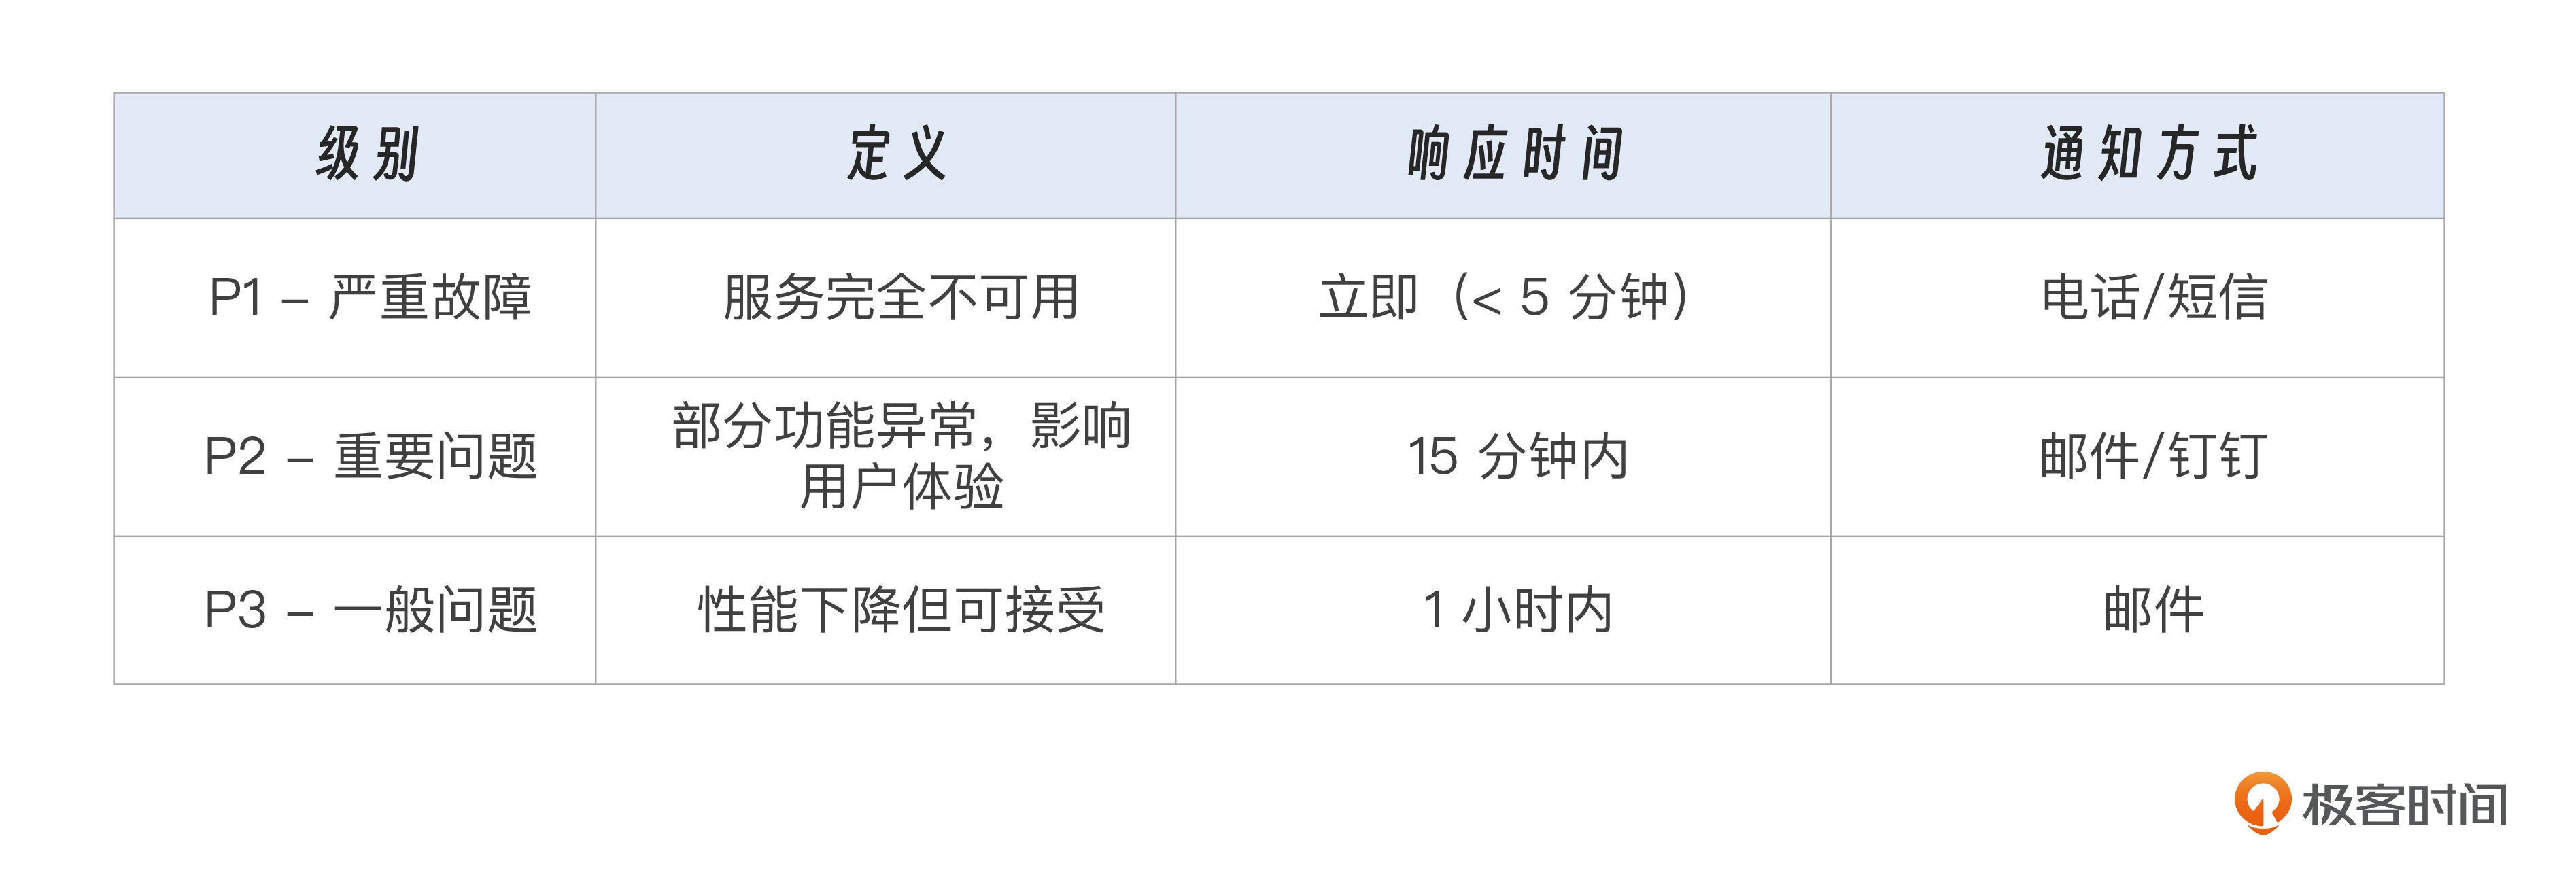 级别 定义 响应时间 通知方式
P1 – 严重故障 服务完全不可用 立即（< 5 分钟） 电话/短信
P2 – 重要问题 部分功能异常，影响 15 分钟内 邮件/钉钉
用户体验
P3 – 一般问题 性能下降但可接受 1 小时内 邮件
极客时间